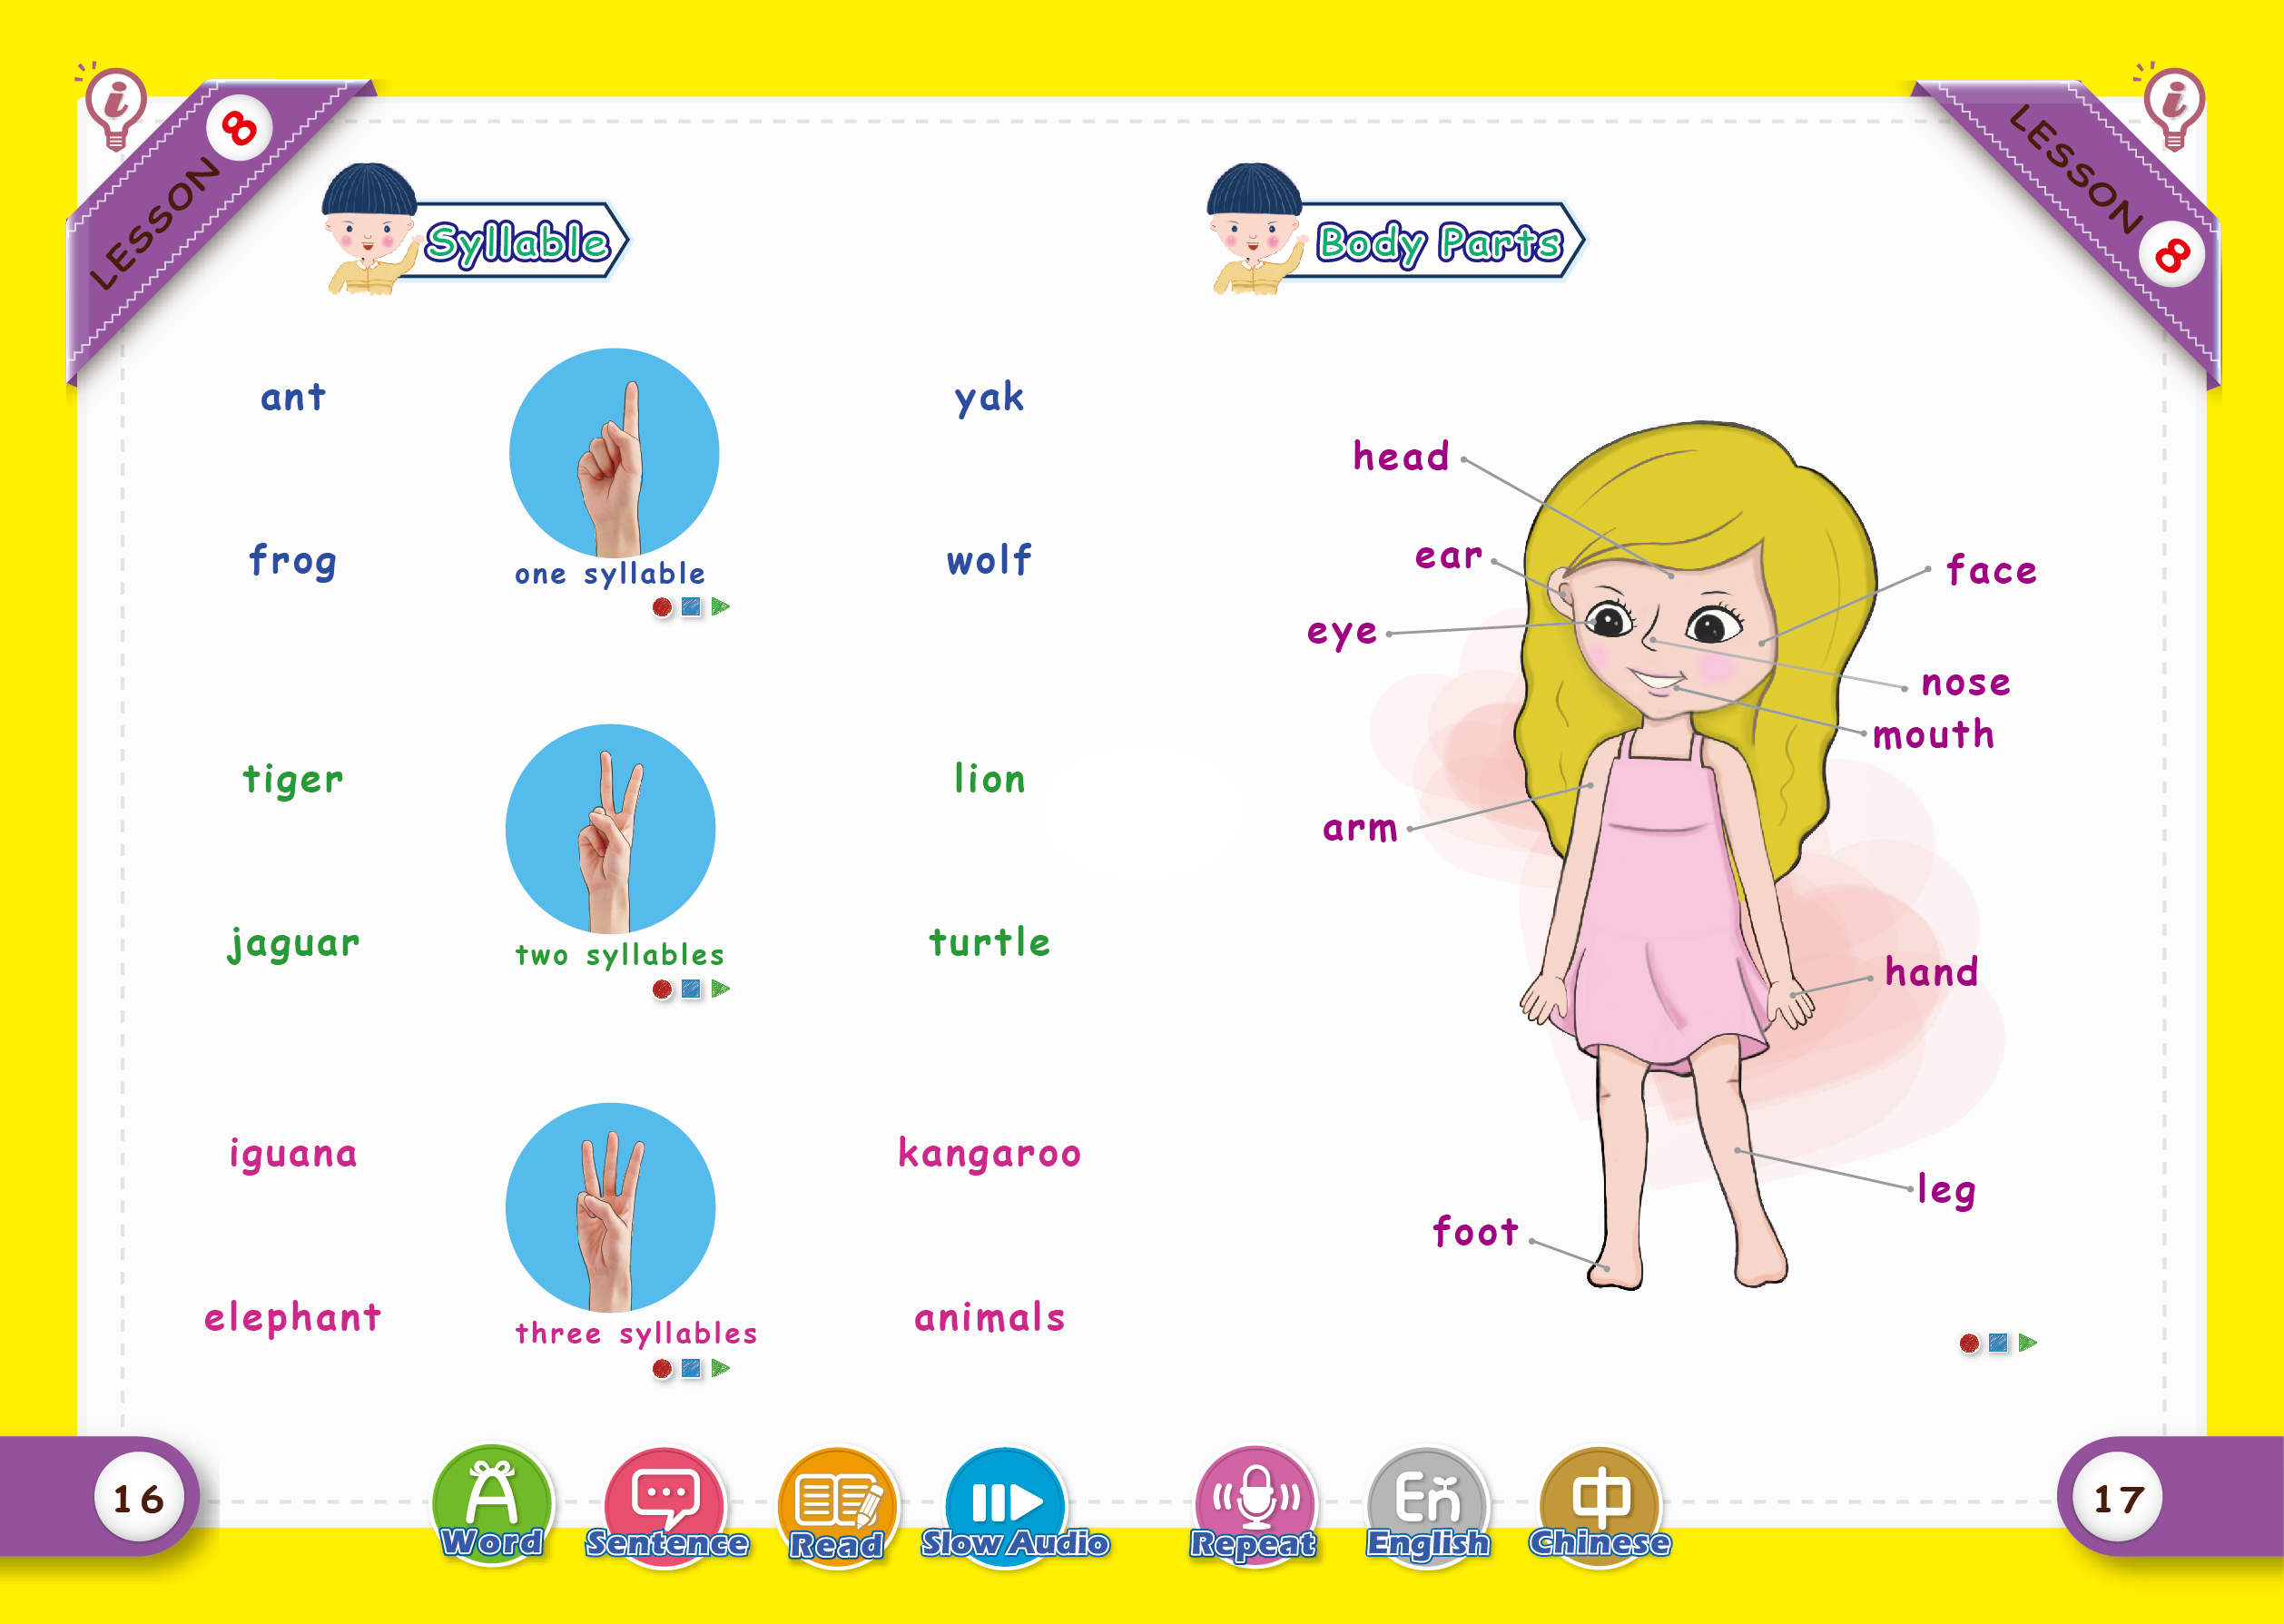 LESSON 8
Syllable
ant
yak
frog
wolf
one syllable
tiger
lion
jaguar
turtle
two syllables
iguana
kangaroo
elephant
animals
three syllables
16
LESSON 8
Body Parts
head
ear
face
eye
nose
mouth
arm
hand
leg
foot
17
A
Word
Sentence
Read
Slow Audio
Repeat
En
English
中
Chinese